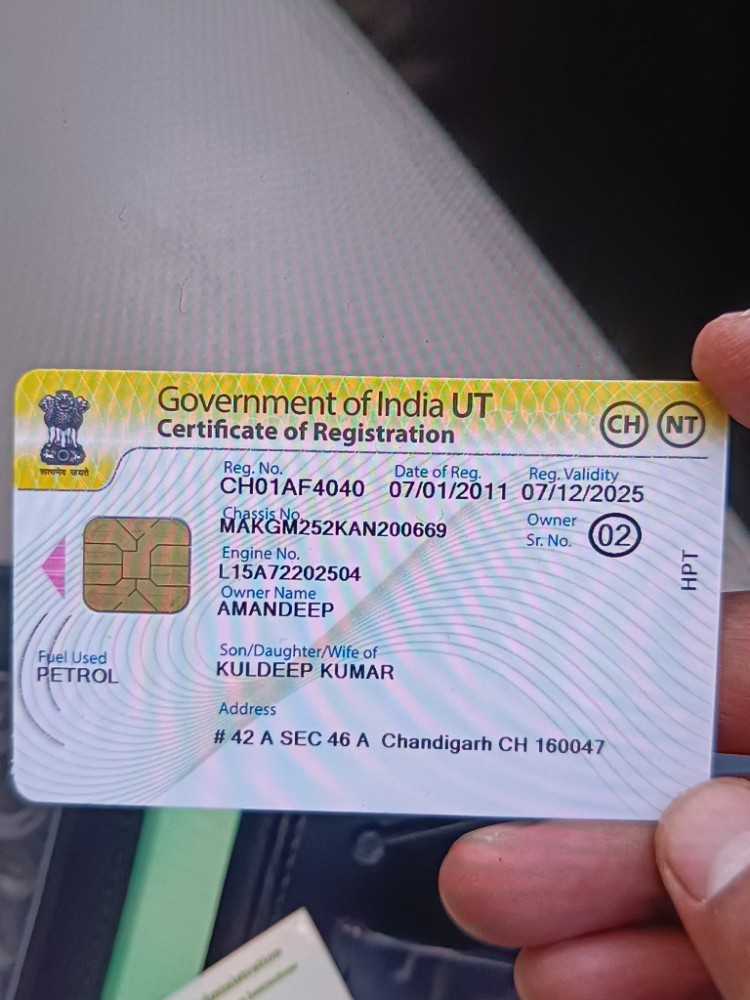 Government of India UT
Certificate of Registration
CH NT
सत्यमेव जयते
Reg. No. Date of Reg. Reg. Validity
CH01AF4040 07/01/2011 07/12/2025
Chassis No.
MAKGM252KAN200669
Owner
Sr. No. 02
Engine No.
L15A72202504
Owner Name
AMANDEEP
HPT
Son/Daughter/Wife of
KULDEEP KUMAR
Fuel Used
PETROL
Address
# 42 A SEC 46 A Chandigarh CH 160047